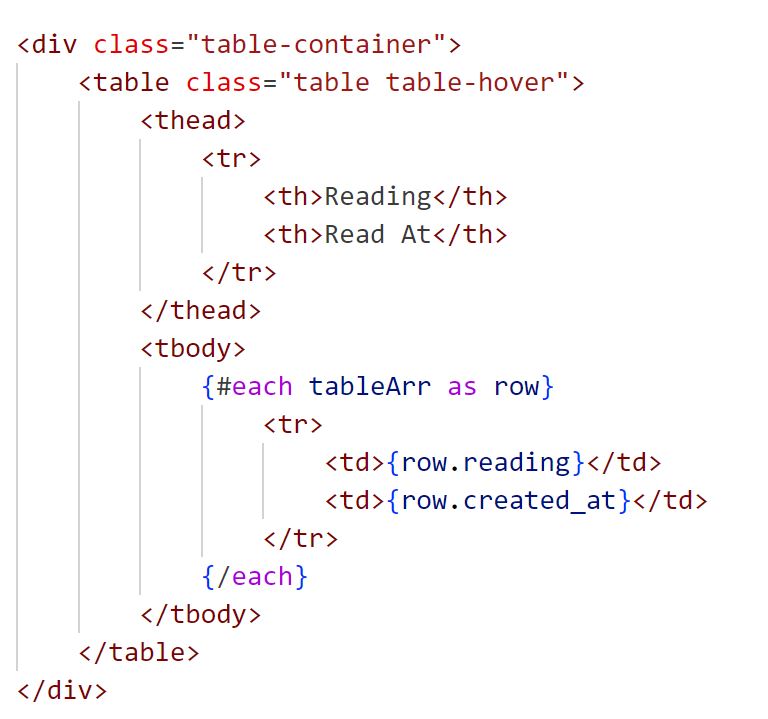 <div class="table-container">
    <table class="table table-hover">
        <thead>
            <tr>
                <th>Reading</th>
                <th>Read At</th>
            </tr>
        </thead>
        <tbody>
            {#each tableArr as row}
                <tr>
                    <td>{row.reading}</td>
                    <td>{row.created_at}</td>
                </tr>
            {/each}
        </tbody>
    </table>
</div>